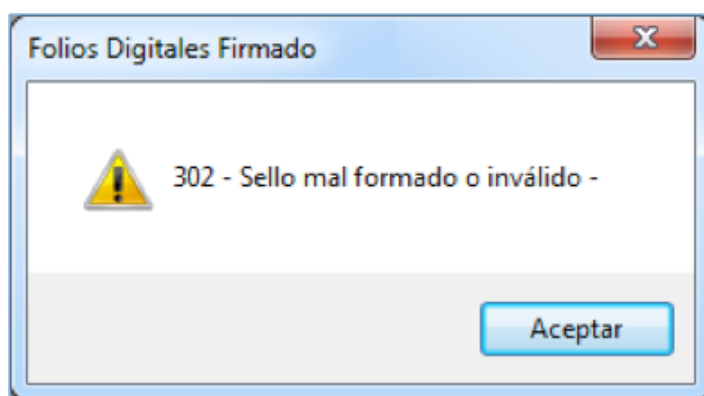 Folios Digitales Firmado
302 - Sello mal formado o inválido -
Aceptar